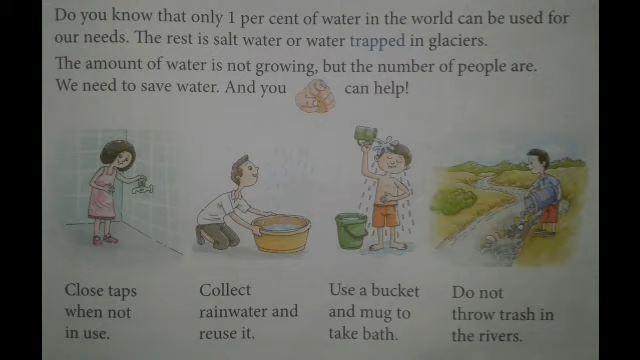 Do you know that only 1 per cent of water in the world can be used for
our needs. The rest is salt water or water trapped in glaciers.
The amount of water is not growing, but the number of people are.
We need to save water. And you can help!
Close taps
when not
in use.
Collect
rainwater and
reuse it.
Use a bucket
and mug to
take bath.
Do not
throw trash in
the rivers.